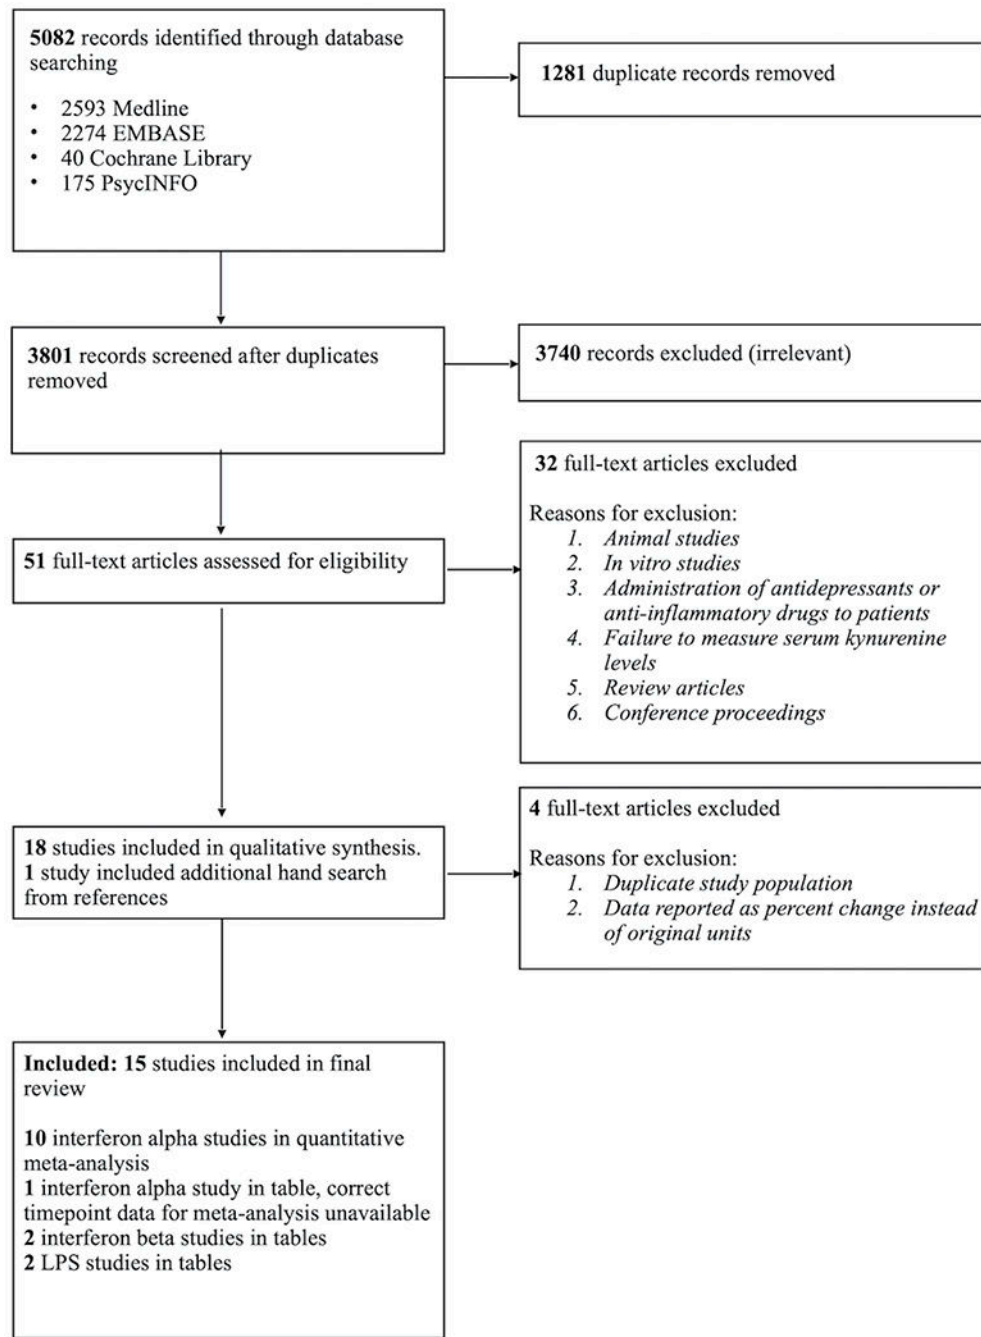 5082 records identified through database
searching
• 2593 Medline
• 2274 EMBASE
• 40 Cochrane Library
• 175 PsycINFO
1281 duplicate records removed
3801 records screened after duplicates
removed
3740 records excluded (irrelevant)
51 full-text articles assessed for eligibility
32 full-text articles excluded
Reasons for exclusion:
1. Animal studies
2. In vitro studies
3. Administration of antidepressants or
anti-inflammatory drugs to patients
4. Failure to measure serum kynurenine
levels
5. Review articles
6. Conference proceedings
18 studies included in qualitative synthesis.
1 study included additional hand search
from references
4 full-text articles excluded
Reasons for exclusion:
1. Duplicate study population
2. Data reported as percent change instead
of original units
Included: 15 studies included in final
review
10 interferon alpha studies in quantitative
meta-analysis
1 interferon alpha study in table, correct
timepoint data for meta-analysis unavailable
2 interferon beta studies in tables
2 LPS studies in tables